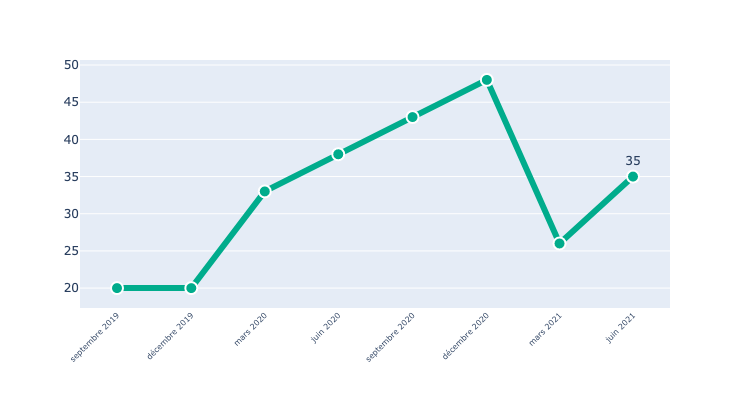 50
45
40
35
30
25
20
35
septembre 2019
décembre 2019
mars 2020
juin 2020
septembre 2020
décembre 2020
mars 2021
juin 2021